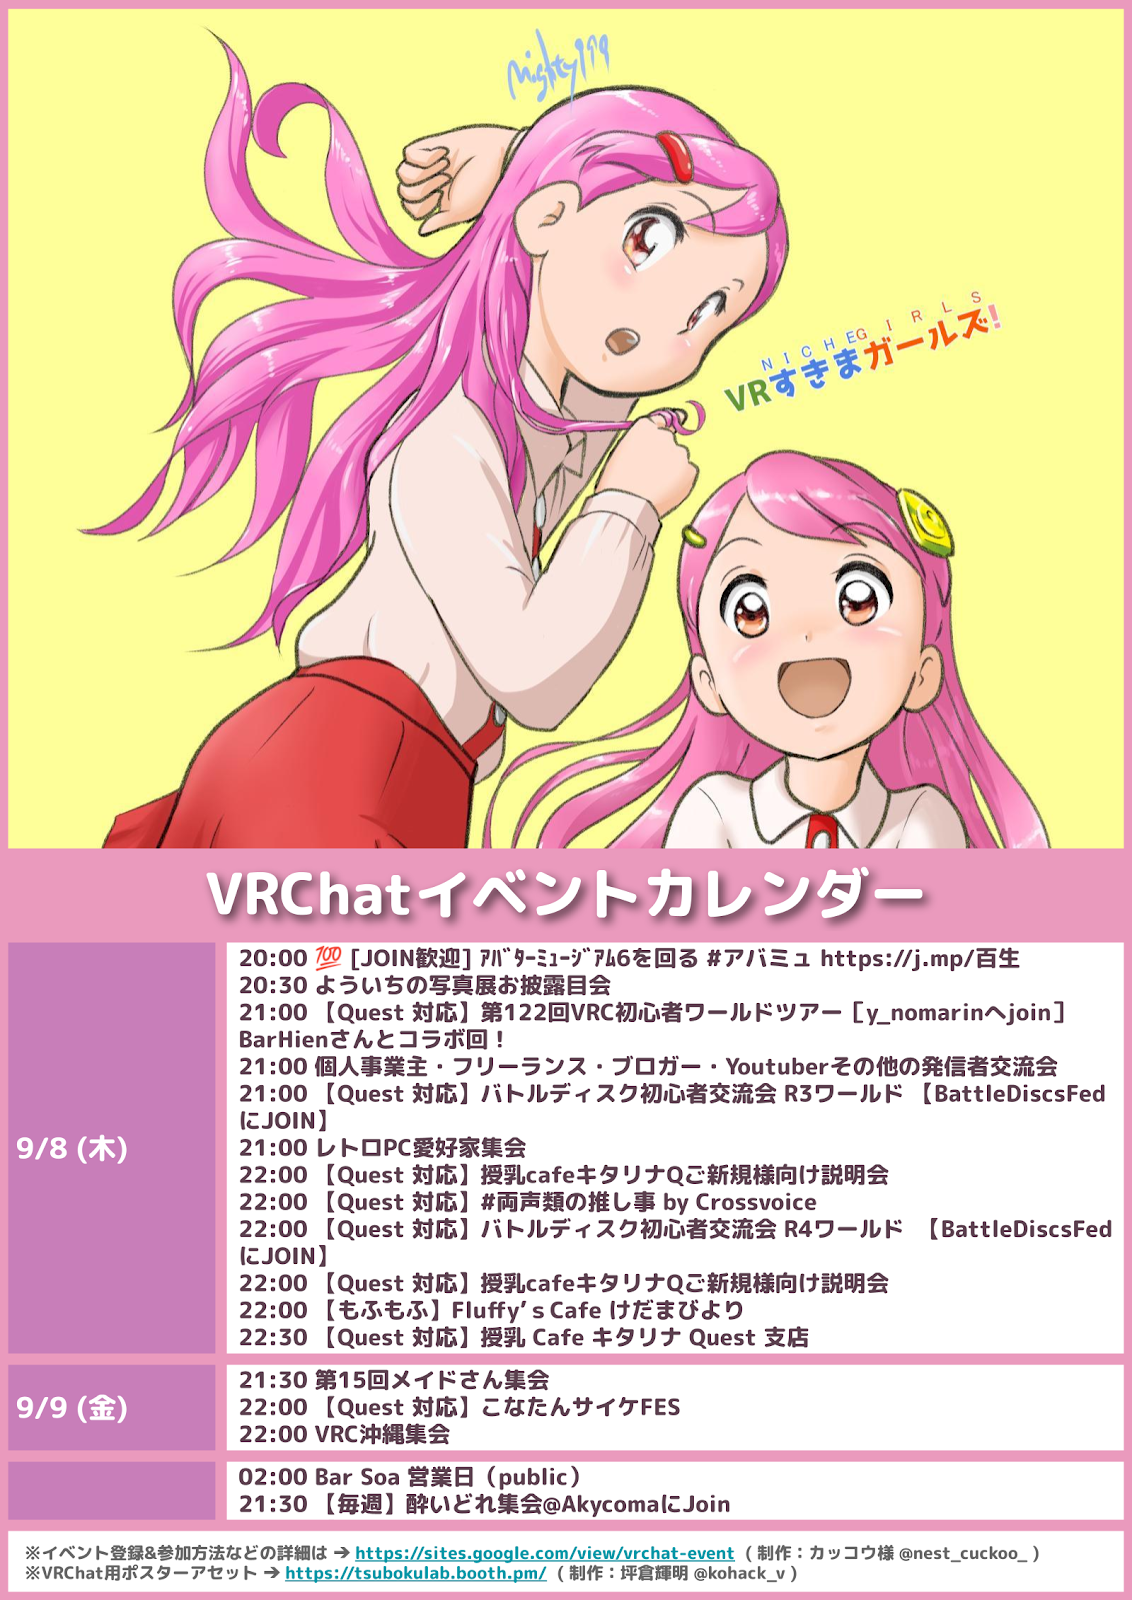 mighty199
NICHE GIRLS
VRすきまガールズ!
VRChatイベントカレンダー
9/8 (木)
20:00 💯 [JOIN歓迎] ｱﾊﾞﾀｰﾐｭｰｼﾞｱﾑ6を回る #アバミュ https://j.mp/百生
20:30 よういちの写真展お披露目会
21:00 【Quest 対応】第122回VRC初心者ワールドツアー［y_nomarinへjoin］
BarHienさんとコラボ回！
21:00 個人事業主・フリーランス・ブロガー・Youtuberその他の発信者交流会
21:00 【Quest 対応】バトルディスク初心者交流会 R3ワールド 【BattleDiscsFed
にJOIN】
21:00 レトロPC愛好家集会
22:00 【Quest 対応】授乳cafeキタリナQご新規様向け説明会
22:00 【Quest 対応】#両声類の推し事 by Crossvoice
22:00 【Quest 対応】バトルディスク初心者交流会 R4ワールド 【BattleDiscsFed
にJOIN】
22:00 【Quest 対応】授乳cafeキタリナQご新規様向け説明会
22:00 【もふもふ】Fluffy’s Cafe けだまびより
22:30 【Quest 対応】授乳 Cafe キタリナ Quest 支店
9/9 (金)
21:30 第15回メイドさん集会
22:00 【Quest 対応】こなたんサイケFES
22:00 VRC沖縄集会
02:00 Bar Soa 営業日（public）
21:30 【毎週】酔いどれ集会@AkycomaにJoin
※イベント登録&参加方法などの詳細は → https://sites.google.com/view/vrchat-event ( 制作：カッコウ様 @nest_cuckoo_ )
※VRChat用ポスターアセット → https://tsubokulab.booth.pm/ ( 制作：坪倉輝明 @kohack_v )